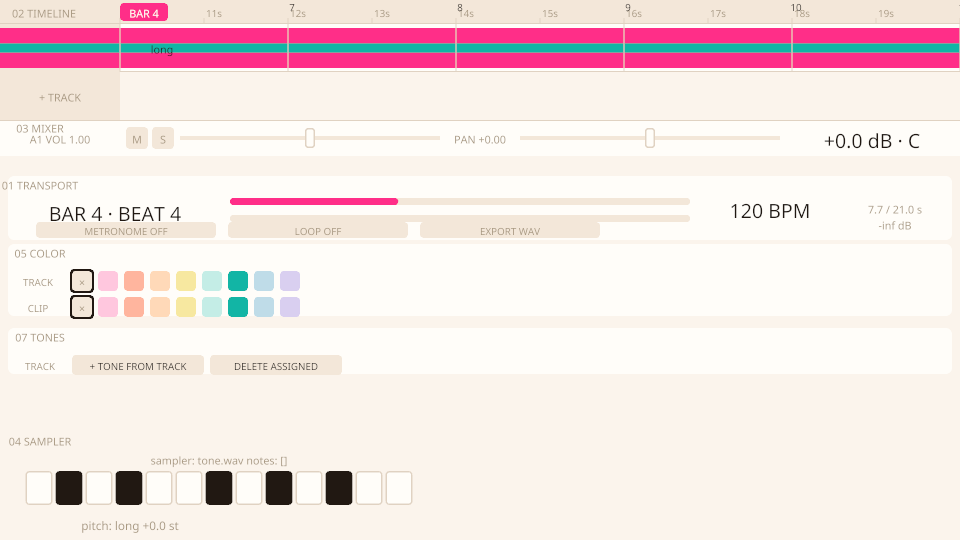 02 TIMELINE
BAR 4
11s 7 12s 13s 8 14s 15s 9 16s 17s 10 18s 19s
long
+ TRACK
03 MIXER
A1 VOL 1.00 M S PAN +0.00 +0.0 dB · C
01 TRANSPORT
BAR 4 · BEAT 4 120 BPM 7.7 / 21.0 s
-inf dB
METRONOME OFF LOOP OFF EXPORT WAV
05 COLOR
TRACK ×
CLIP ×
07 TONES
TRACK + TONE FROM TRACK DELETE ASSIGNED
04 SAMPLER
sampler: tone.wav notes: []
pitch: long +0.0 st